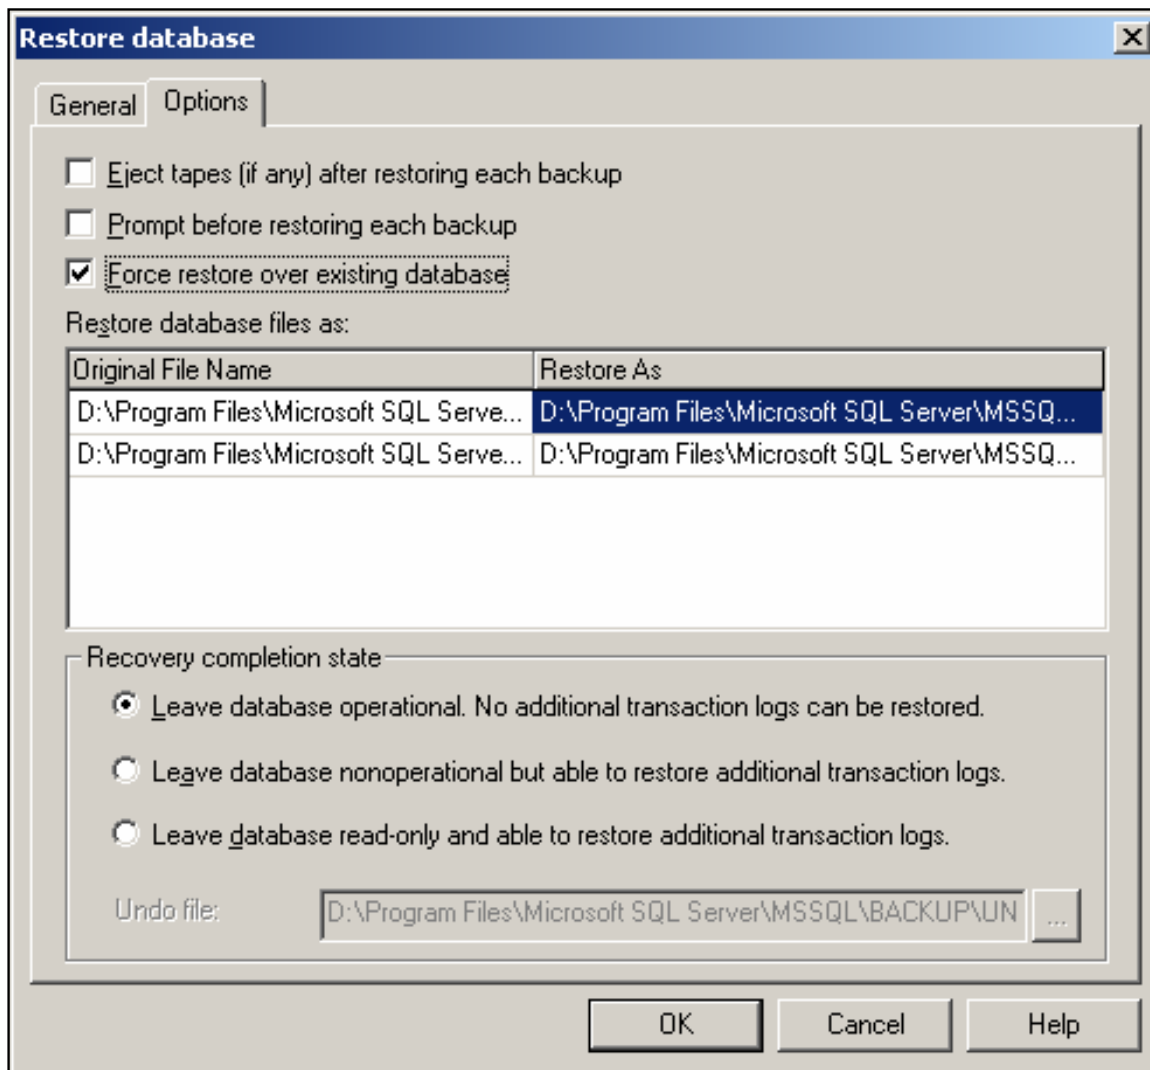 Restore database
General
Options
Eject tapes (if any) after restoring each backup
Prompt before restoring each backup
Force restore over existing database
Restore database files as:
Original File Name Restore As
D:\Program Files\Microsoft SQL Serve... D:\Program Files\Microsoft SQL Server\MSSQ...
D:\Program Files\Microsoft SQL Serve... D:\Program Files\Microsoft SQL Server\MSSQ...
Recovery completion state
Leave database operational. No additional transaction logs can be restored.
Leave database nonoperational but able to restore additional transaction logs.
Leave database read-only and able to restore additional transaction logs.
Undo file: D:\Program Files\Microsoft SQL Server\MSSQL\BACKUP\UN ...
OK Cancel Help